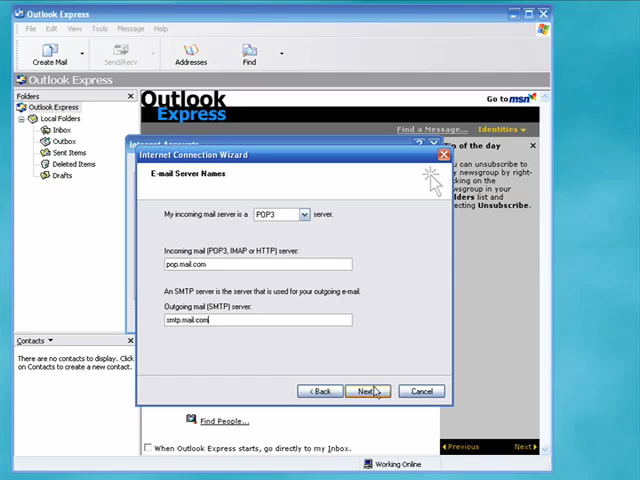 Outlook Express
File Edit View Tools Message Help
Create Mail Send/Recv Addresses Find
Outlook Express
Folders
Outlook Express
Local Folders
Inbox
Outbox
Sent Items
Deleted Items
Drafts
Outlook
Express
Go to msn
Find a Message... Identities
Tip of the day
Internet Connection Wizard
E-mail Server Names
My incoming mail server is a POP3 server.
Incoming mail (POP3, IMAP or HTTP) server:
pop.mail.com
An SMTP server is the server that is used for your outgoing e-mail.
Outgoing mail (SMTP) server:
smtp.mail.com
< Back Next Cancel
can unsubscribe to
newsgroup by right-
king on the
wsgroup in your
ders list and
ecting Unsubscribe.
Contacts
There are no contacts to display. Click
on Contacts to create a new contact.
Find People...
When Outlook Express starts, go directly to my Inbox.
Previous Next
Working Online